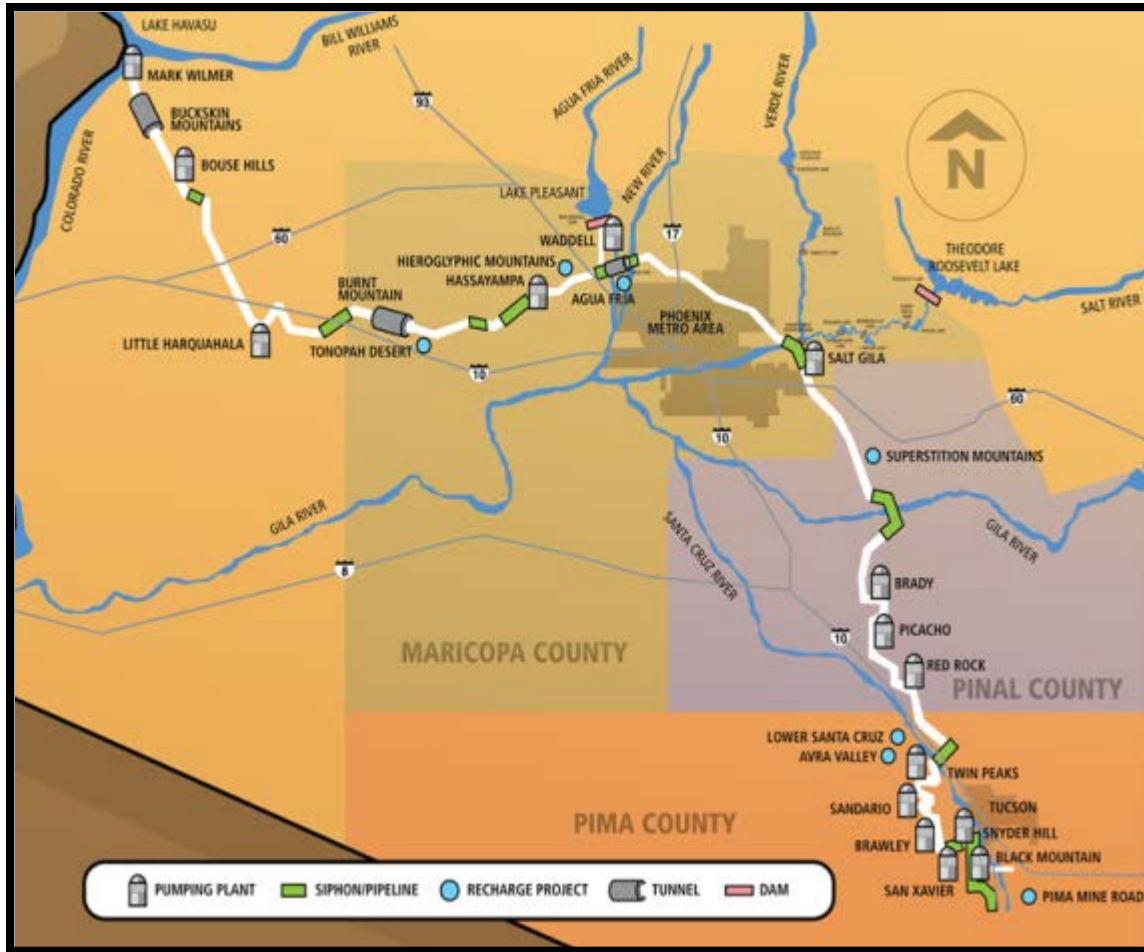 LAKE HAVASU
BILL WILLIAMS
RIVER
MARK WILMER
AGUA FRIA RIVER
VERDE RIVER
BUCKSKIN
MOUNTAINS
93
COLORADO RIVER
BOUSE HILLS
N
NEW RIVER
LAKE PLEASANT
60
WADDELL
17
THEODORE
ROOSEVELT LAKE
HIEROGLYPHIC MOUNTAINS
HASSAYAMPA
BURNT
MOUNTAIN
AGUA FRIA
SALT RIVER
PHOENIX
METRO AREA
LITTLE HARQUAHALA
TONOPAH DESERT
10
SALT GILA
60
10
SUPERSTITION MOUNTAINS
GILA RIVER
SANTA CRUZ RIVER
GILA RIVER
8
BRADY
PICACHO
10
MARICOPA COUNTY
RED ROCK
PINAL COUNTY
LOWER SANTA CRUZ
AVRA VALLEY
TWIN PEAKS
SANDARIO
TUCSON
PIMA COUNTY
SNYDER HILL
BRAWLEY
BLACK MOUNTAIN
SAN XAVIER
PIMA MINE ROAD
PUMPING PLANT
SIPHON/PIPELINE
RECHARGE PROJECT
TUNNEL
DAM